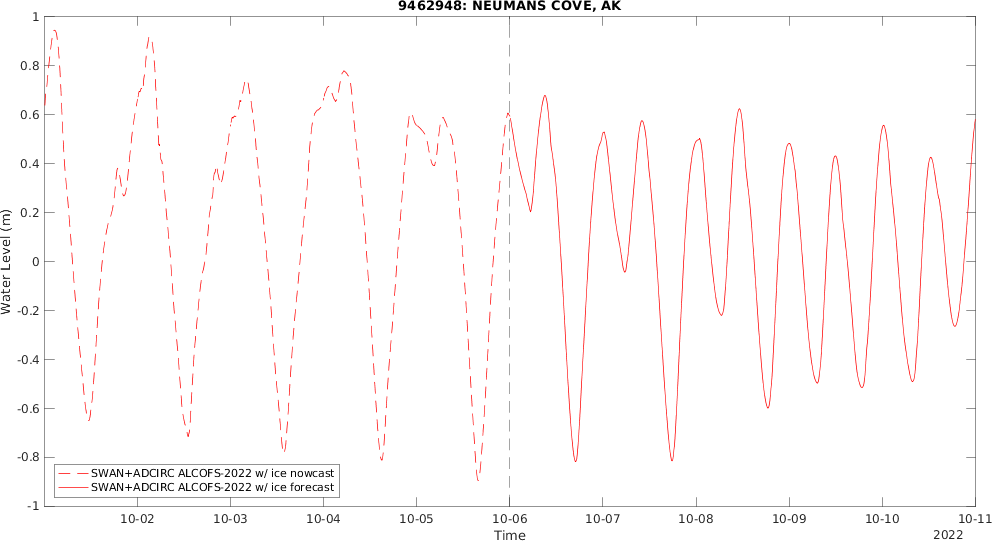 9462948: NEUMANS COVE, AK
1
0.8
0.6
0.4
0.2
0
-0.2
-0.4
-0.6
-0.8
-1
Water Level (m)
SWAN+ADCIRC ALCOFS-2022 w/ ice nowcast
SWAN+ADCIRC ALCOFS-2022 w/ ice forecast
10-02 10-03 10-04 10-05 10-06 10-07 10-08 10-09 10-10 10-11
Time
2022